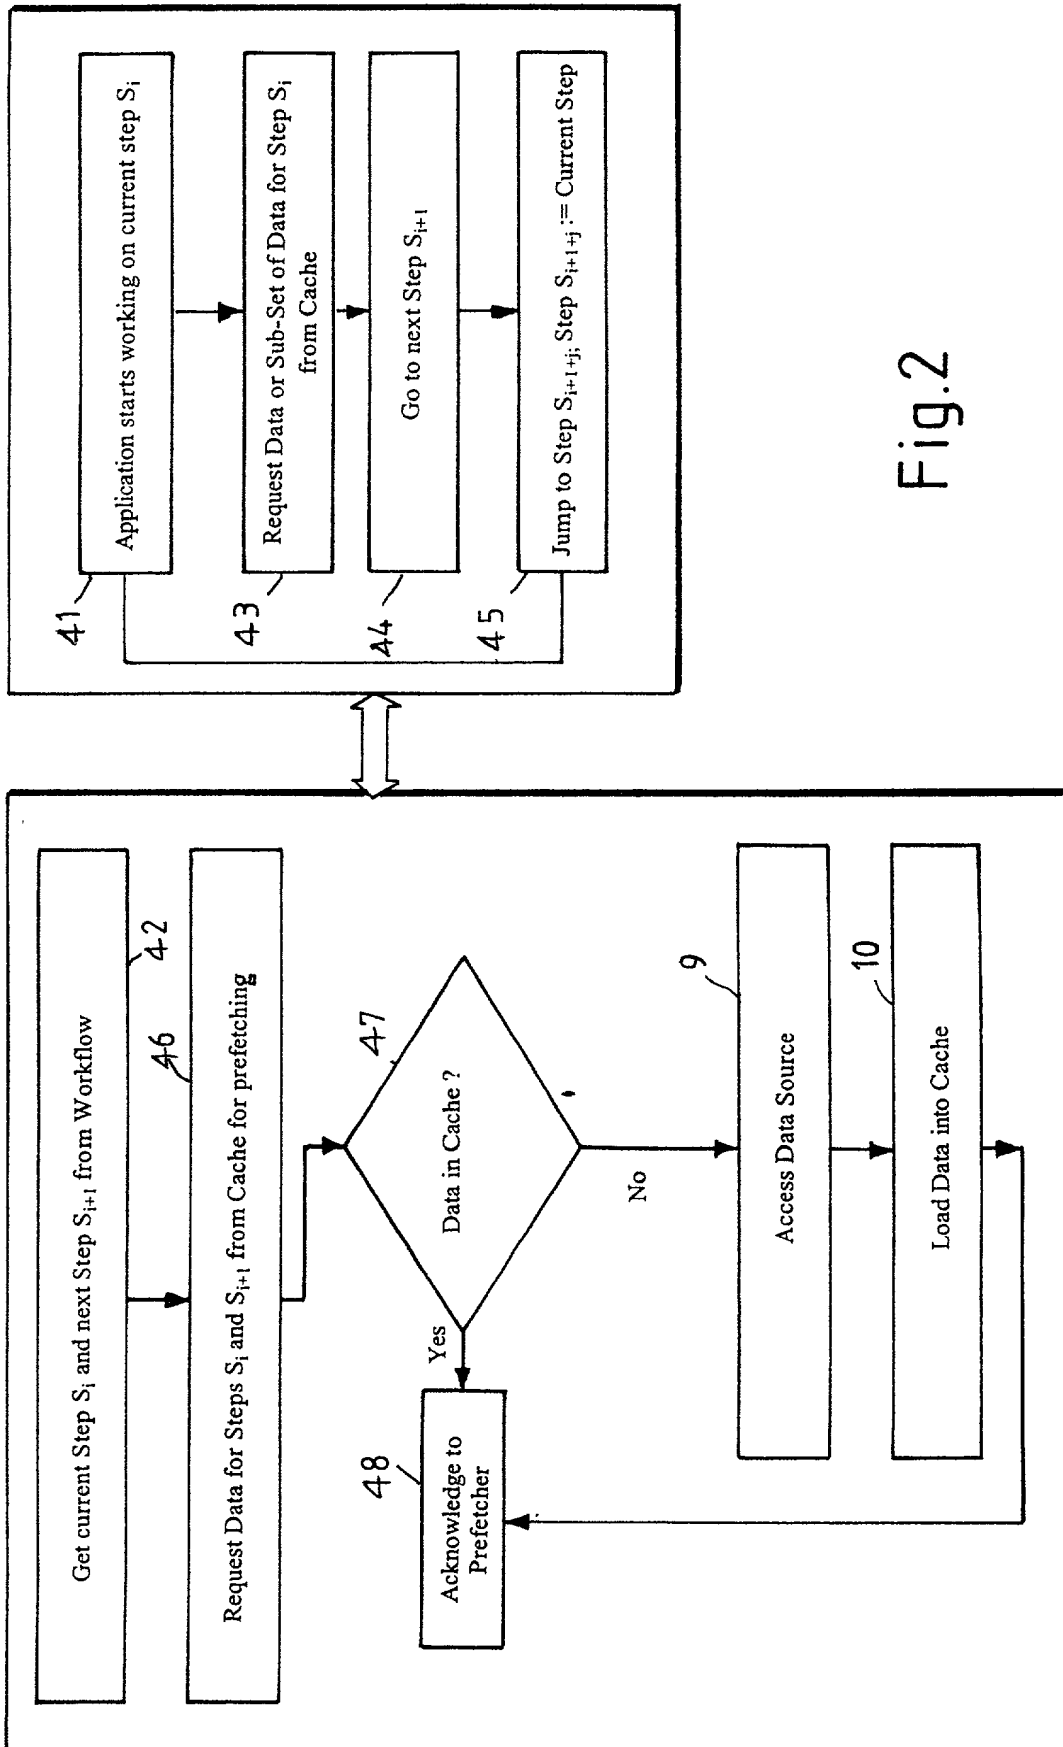 Get current Step Si and next Step Si+1 from Workflow
42
46
Request Data for Steps Si and Si+1 from Cache for prefetching
47
Data in Cache ?
Yes
No
48
Acknowledge to
Prefetcher
9
Access Data Source
10
Load Data into Cache
41
Application starts working on current step Si
43
Request Data or Sub-Set of Data for Step Si
from Cache
44
Go to next Step Si+1
45
Jump to Step Si+1+j; Step Si+1+j := Current Step
Fig.2